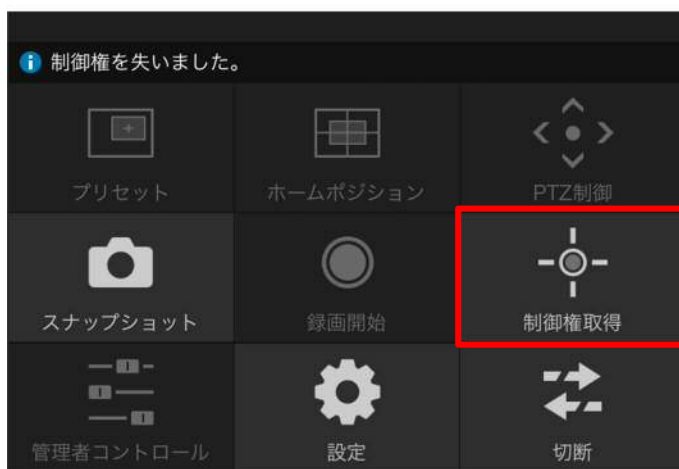 制御権を失いました。
プリセット
ホームポジション
PTZ制御
スナップショット
録画開始
制御権取得
管理者コントロール
設定
切断